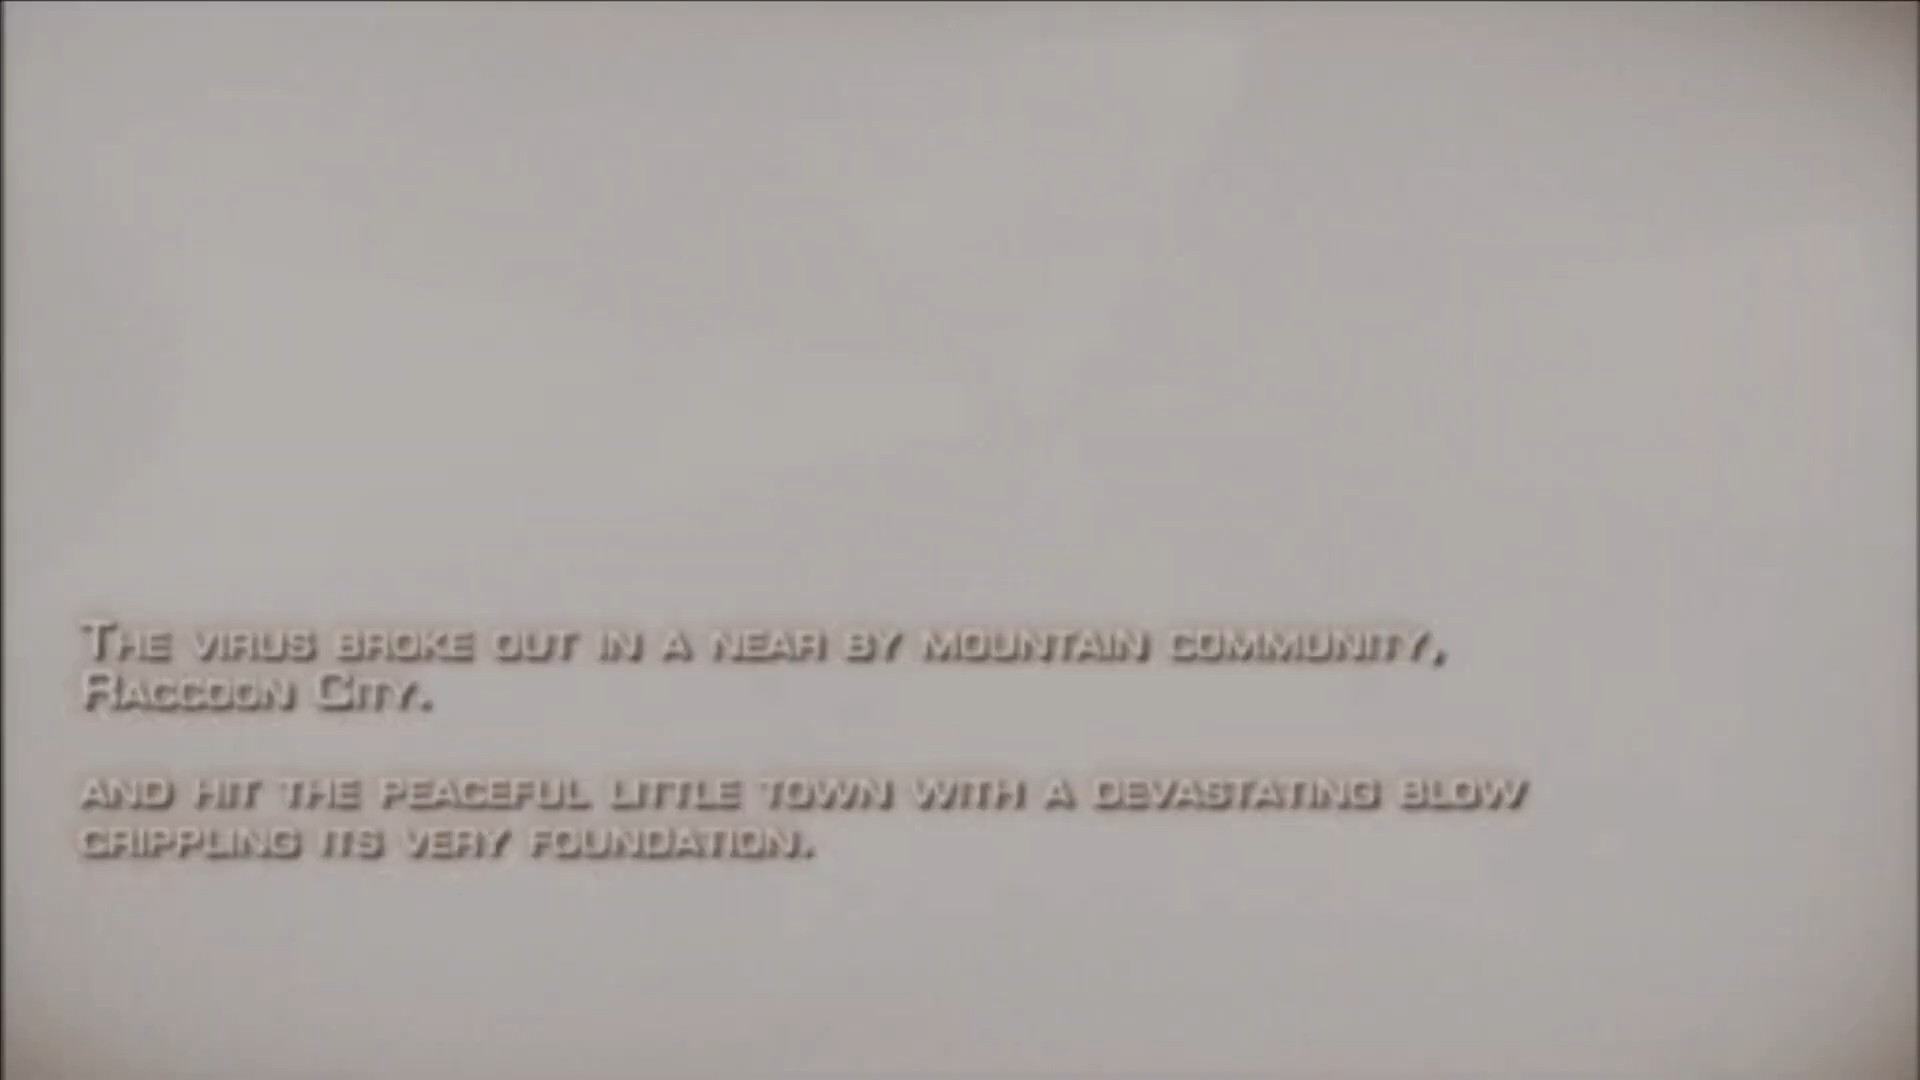 The virus broke out in a near by mountain community,
Raccoon City.
and hit the peaceful little town with a devastating blow
crippling its very foundation.